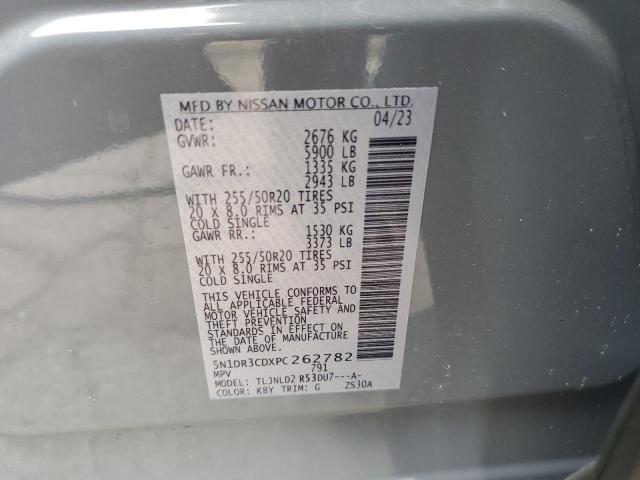 MFD BY NISSAN MOTOR CO., LTD.
DATE: 04/23
GVWR: 2676 KG
5900 LB
GAWR FR.: 1335 KG
2943 LB
WITH 255/50R20 TIRES
20 X 8.0 RIMS AT 35 PSI
COLD SINGLE
GAWR RR.: 1530 KG
3373 LB
WITH 255/50R20 TIRES
20 X 8.0 RIMS AT 35 PSI
COLD SINGLE
THIS VEHICLE CONFORMS TO
ALL APPLICABLE FEDERAL
MOTOR VEHICLE SAFETY AND
THEFT PREVENTION
STANDARDS IN EFFECT ON
THE DATE OF MANUFACTURE
SHOWN ABOVE.
5N1DR3CDXPC262782
MPV 791
MODEL: TLJNLD2 R53DU7---A-
COLOR: KBY TRIM: G ZS30A